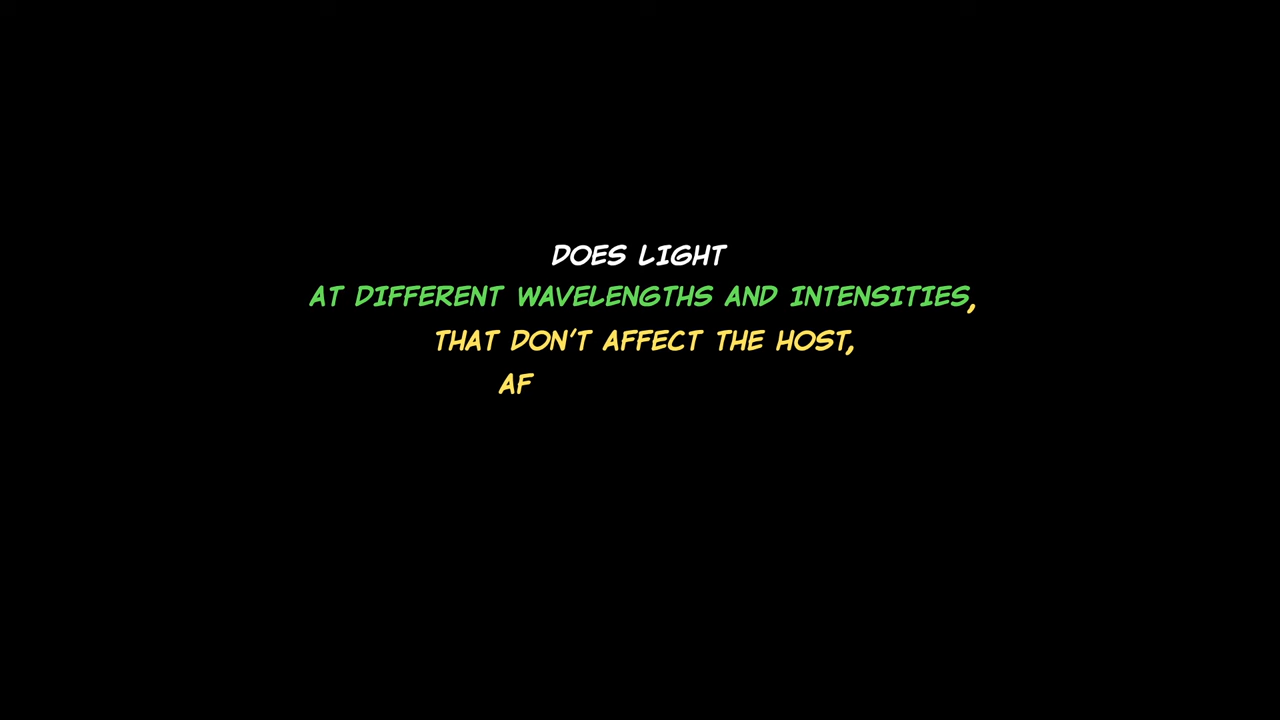 DOES LIGHT
AT DIFFERENT WAVELENGTHS AND INTENSITIES,
THAT DON'T AFFECT THE HOST,
AF